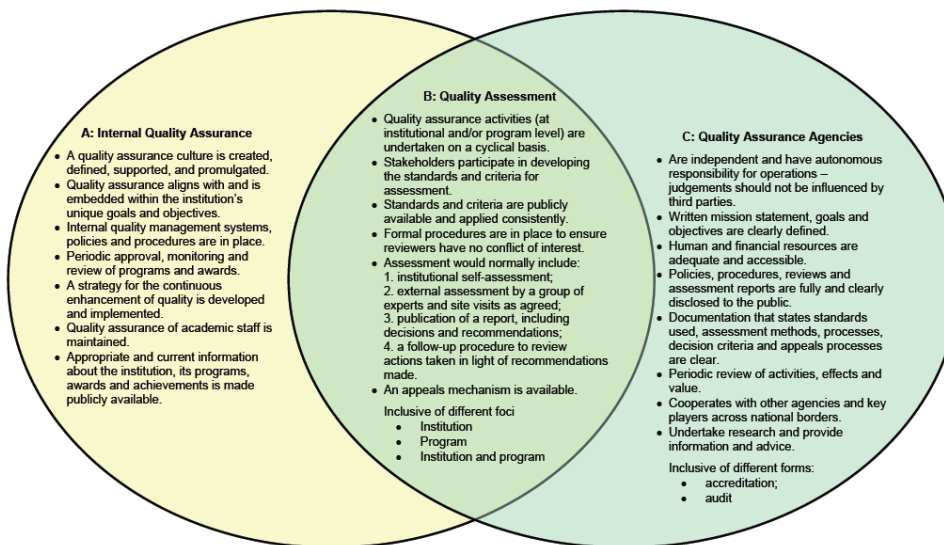 A: Internal Quality Assurance
• A quality assurance culture is created,
defined, supported, and promulgated.
• Quality assurance aligns with and is
embedded within the institution's
unique goals and objectives.
• Internal quality management systems,
policies and procedures are in place.
• Periodic approval, monitoring and
review of programs and awards.
• A strategy for the continuous
enhancement of quality is developed
and implemented.
• Quality assurance of academic staff is
maintained.
• Appropriate and current information
about the institution, its programs,
awards and achievements is made
publicly available.
B: Quality Assessment
• Quality assurance activities (at
institutional and/or program level) are
undertaken on a cyclical basis.
• Stakeholders participate in developing
the standards and criteria for
assessment.
• Standards and criteria are publicly
available and applied consistently.
• Formal procedures are in place to ensure
reviewers have no conflict of interest.
• Assessment would normally include:
1. institutional self-assessment;
2. external assessment by a group of
experts and site visits as agreed;
3. publication of a report, including
decisions and recommendations;
4. a follow-up procedure to review
actions taken in light of recommendations
made.
• An appeals mechanism is available.
Inclusive of different foci
• Institution
• Program
• Institution and program
C: Quality Assurance Agencies
• Are independent and have autonomous
responsibility for operations –
judgements should not be influenced by
third parties.
• Written mission statement, goals and
objectives are clearly defined.
• Human and financial resources are
adequate and accessible.
• Policies, procedures, reviews and
assessment reports are fully and clearly
disclosed to the public.
• Documentation that states standards
used, assessment methods, processes,
decision criteria and appeals processes
are clear.
• Periodic review of activities, effects and
value.
• Cooperates with other agencies and key
players across national borders.
• Undertake research and provide
information and advice.
Inclusive of different forms:
• accreditation;
• audit